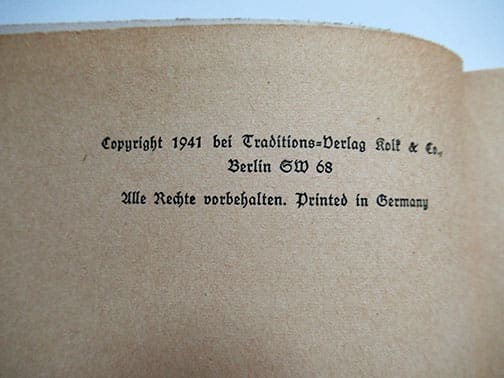 Copyright 1941 bei Traditions=Verlag Kolk & Co.,
Berlin SW 68
Alle Rechte vorbehalten. Printed in Germany